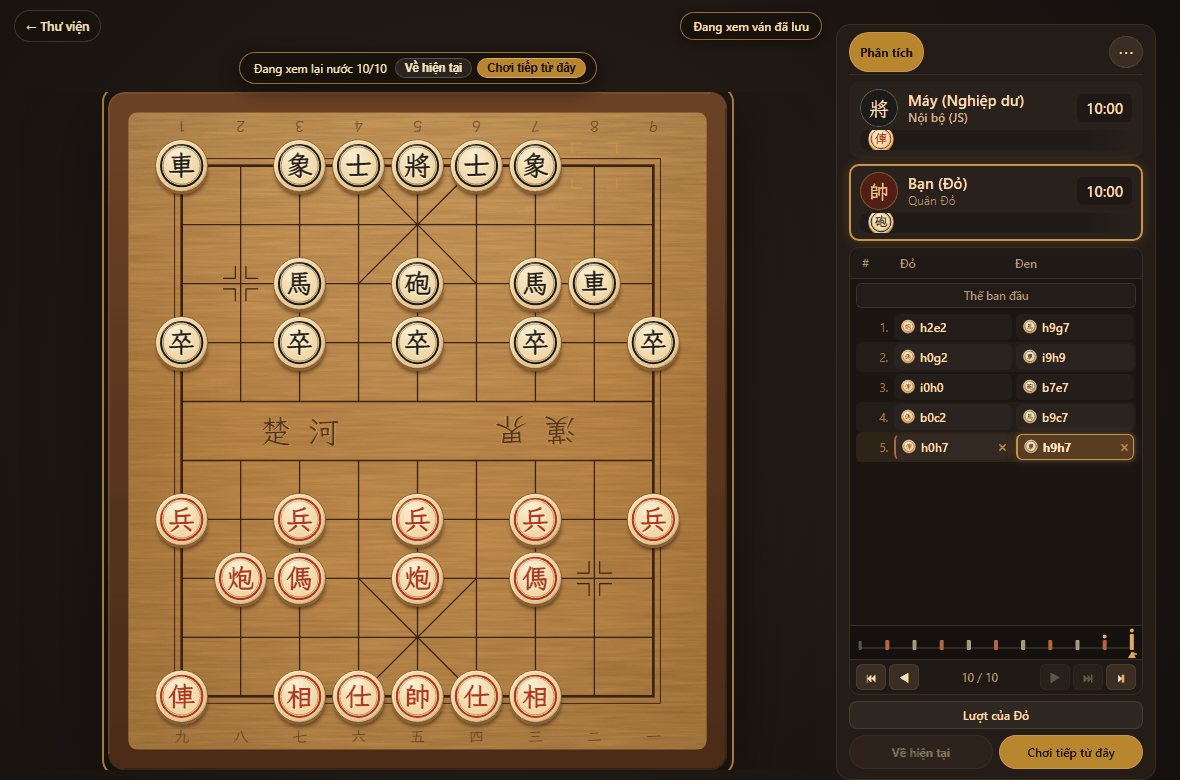 ← Thư viện
Đang xem ván đã lưu
Đang xem lại nước 10/10 Về hiện tại Chơi tiếp từ đây
1 2 3 4 5 6 7 8 9
車 象 士 將 士 象
馬 砲 馬 車
卒 卒 卒 卒 卒
楚 河 漢 界
兵 兵 兵 兵 兵
炮 傌 炮 傌
俥 相 仕 帥 仕 相
九 八 七 六 五 四 三 二 一
Phân tích ...
將 Máy (Nghiệp dư) 10:00
Nội bộ (JS)
俥
帥 Bạn (Đỏ) 10:00
Quân Đỏ
砲
# Đỏ Đen
Thế ban đầu
1. h2e2 h9g7
2. h0g2 i9h9
3. i0h0 b7e7
4. b0c2 b9c7
5. h0h7 × h9h7 ×
10 / 10
Lượt của Đỏ
Về hiện tại Chơi tiếp từ đây